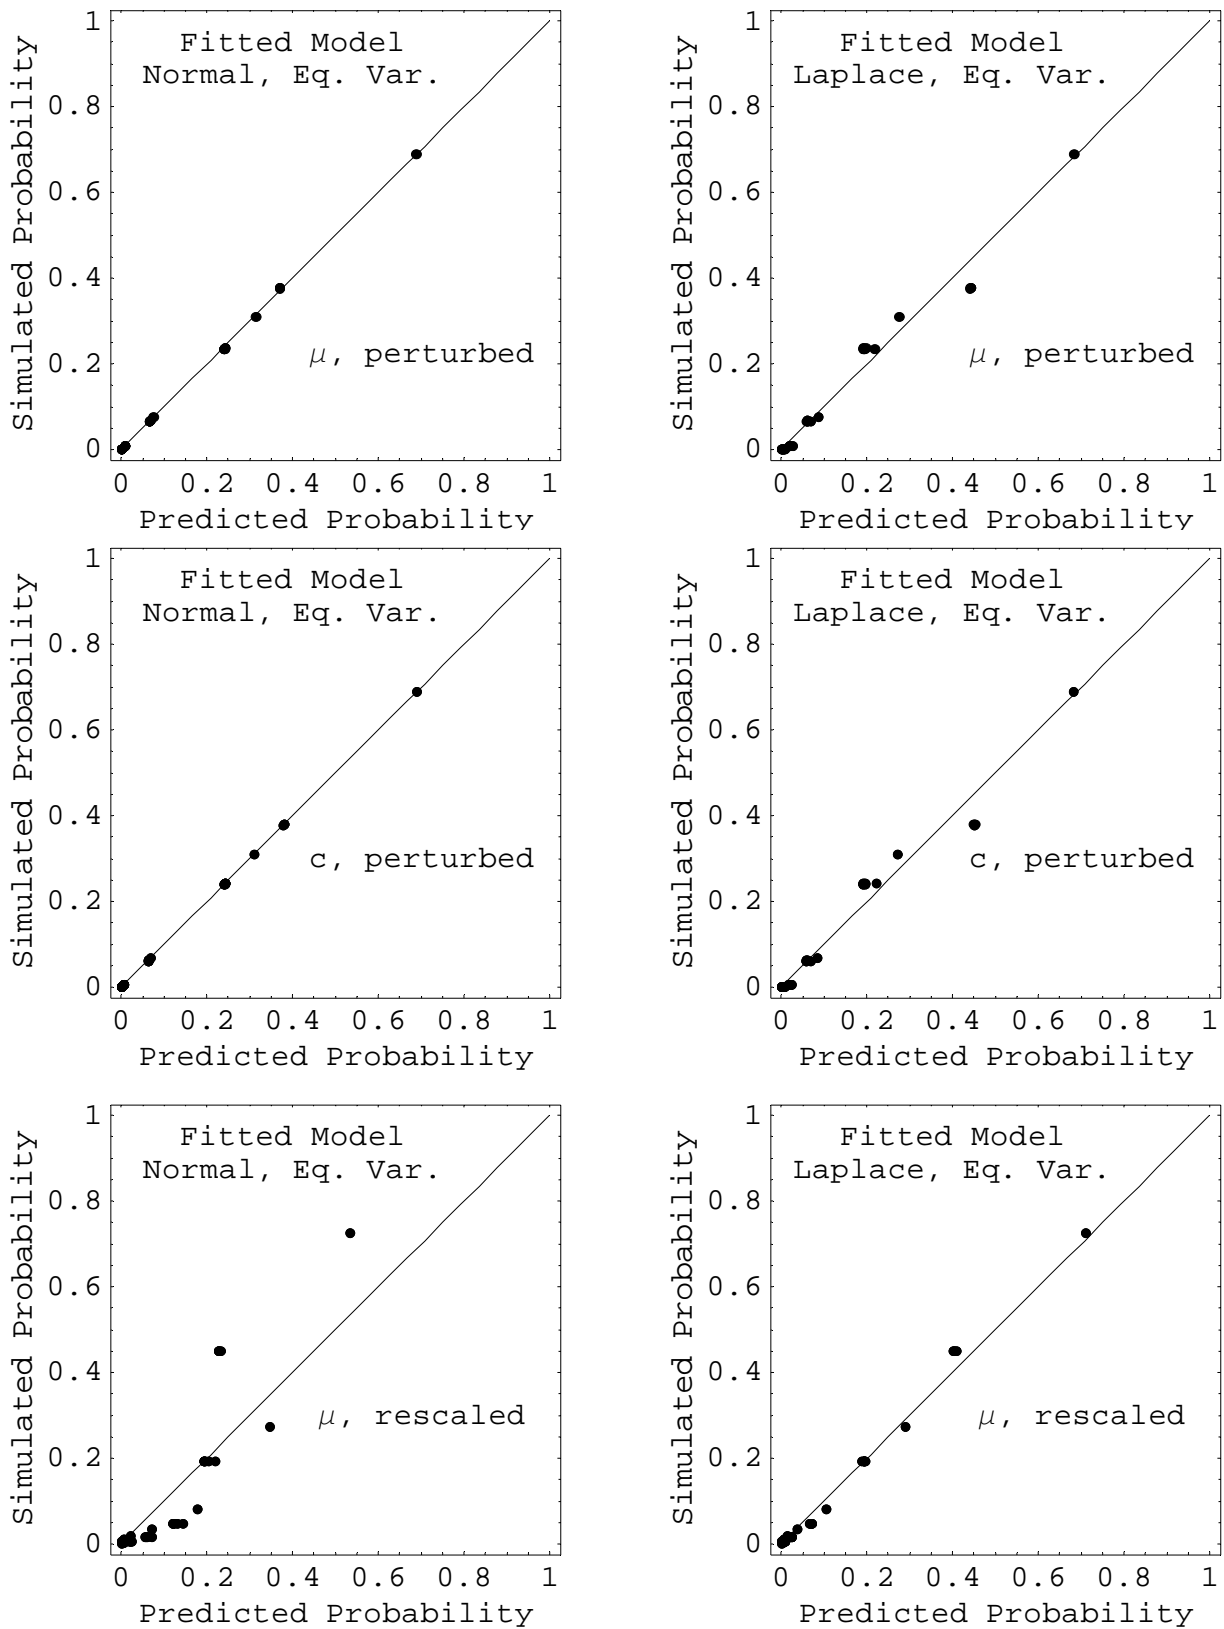 Fitted Model
Normal, Eq. Var.
μ, perturbed
Simulated Probability
1
0.8
0.6
0.4
0.2
0
0 0.2 0.4 0.6 0.8 1
Predicted Probability
Fitted Model
Laplace, Eq. Var.
μ, perturbed
Simulated Probability
1
0.8
0.6
0.4
0.2
0
0 0.2 0.4 0.6 0.8 1
Predicted Probability
Fitted Model
Normal, Eq. Var.
c, perturbed
Simulated Probability
1
0.8
0.6
0.4
0.2
0
0 0.2 0.4 0.6 0.8 1
Predicted Probability
Fitted Model
Laplace, Eq. Var.
c, perturbed
Simulated Probability
1
0.8
0.6
0.4
0.2
0
0 0.2 0.4 0.6 0.8 1
Predicted Probability
Fitted Model
Normal, Eq. Var.
μ, rescaled
Simulated Probability
1
0.8
0.6
0.4
0.2
0
0 0.2 0.4 0.6 0.8 1
Predicted Probability
Fitted Model
Laplace, Eq. Var.
μ, rescaled
Simulated Probability
1
0.8
0.6
0.4
0.2
0
0 0.2 0.4 0.6 0.8 1
Predicted Probability